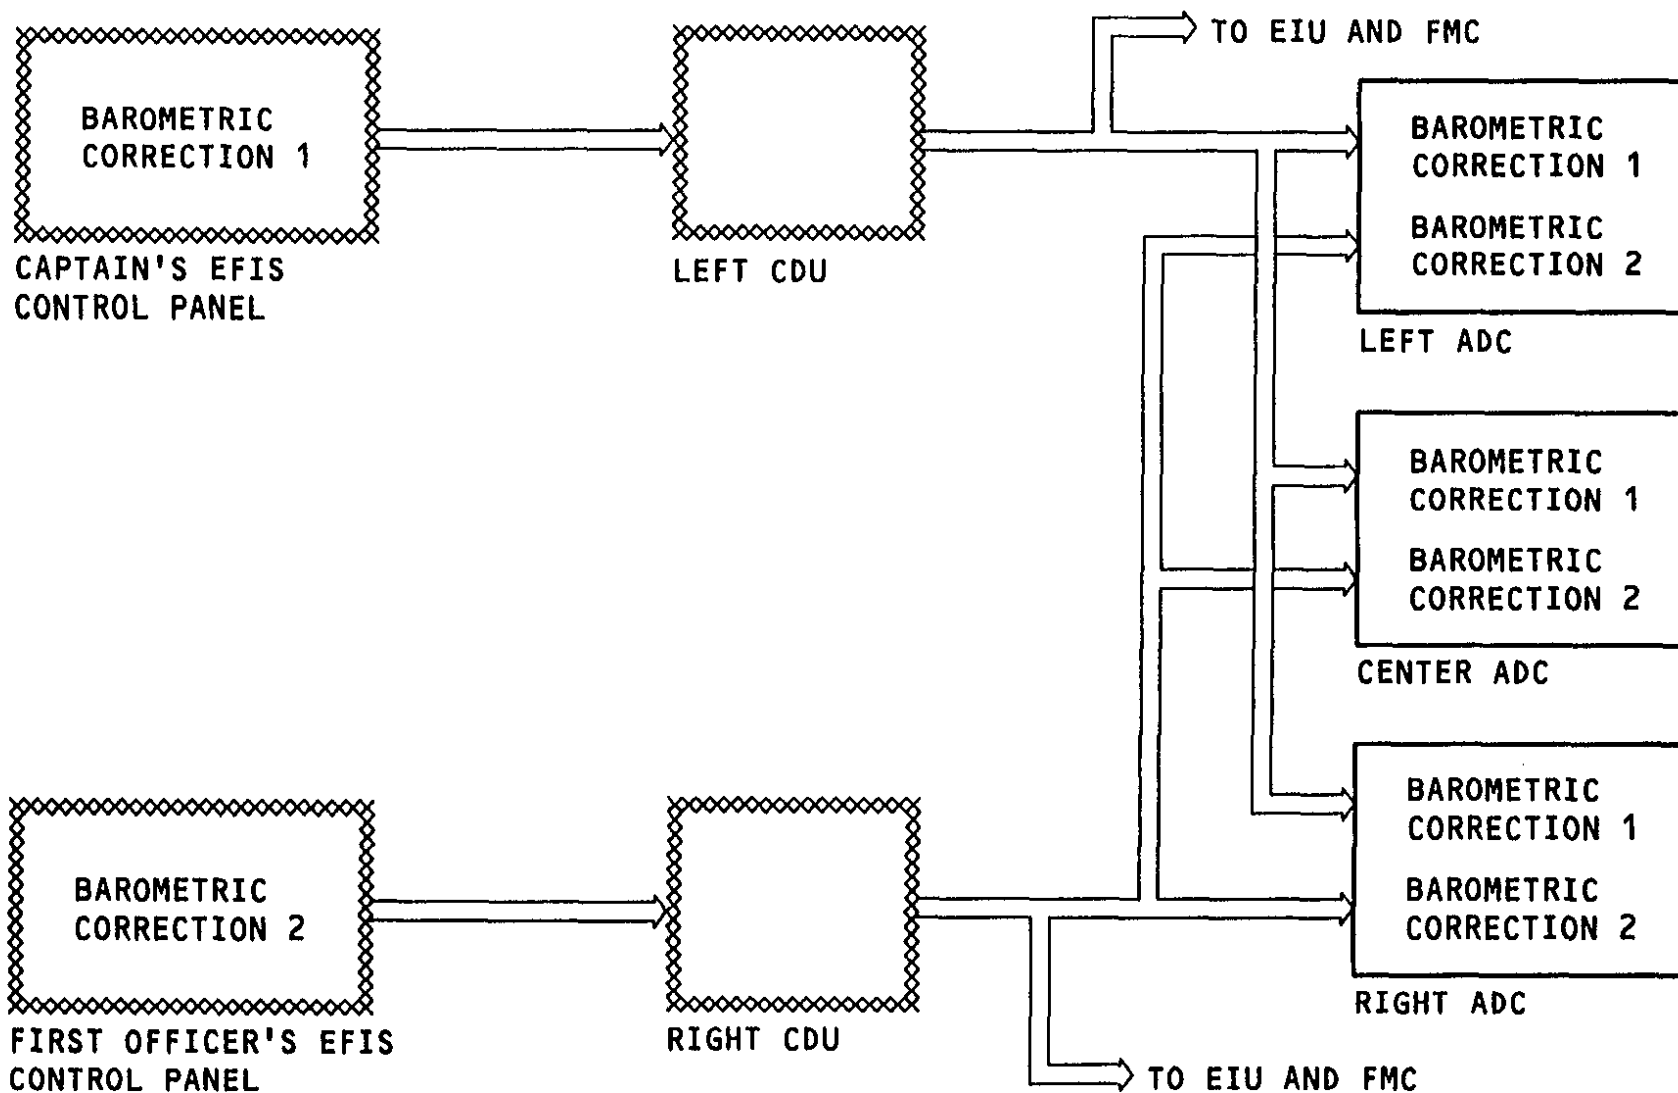 TO EIU AND FMC
BAROMETRIC
CORRECTION 1
CAPTAIN'S EFIS
CONTROL PANEL
LEFT CDU
BAROMETRIC
CORRECTION 1
BAROMETRIC
CORRECTION 2
LEFT ADC
BAROMETRIC
CORRECTION 1
BAROMETRIC
CORRECTION 2
CENTER ADC
BAROMETRIC
CORRECTION 2
FIRST OFFICER'S EFIS
CONTROL PANEL
RIGHT CDU
BAROMETRIC
CORRECTION 1
BAROMETRIC
CORRECTION 2
RIGHT ADC
TO EIU AND FMC